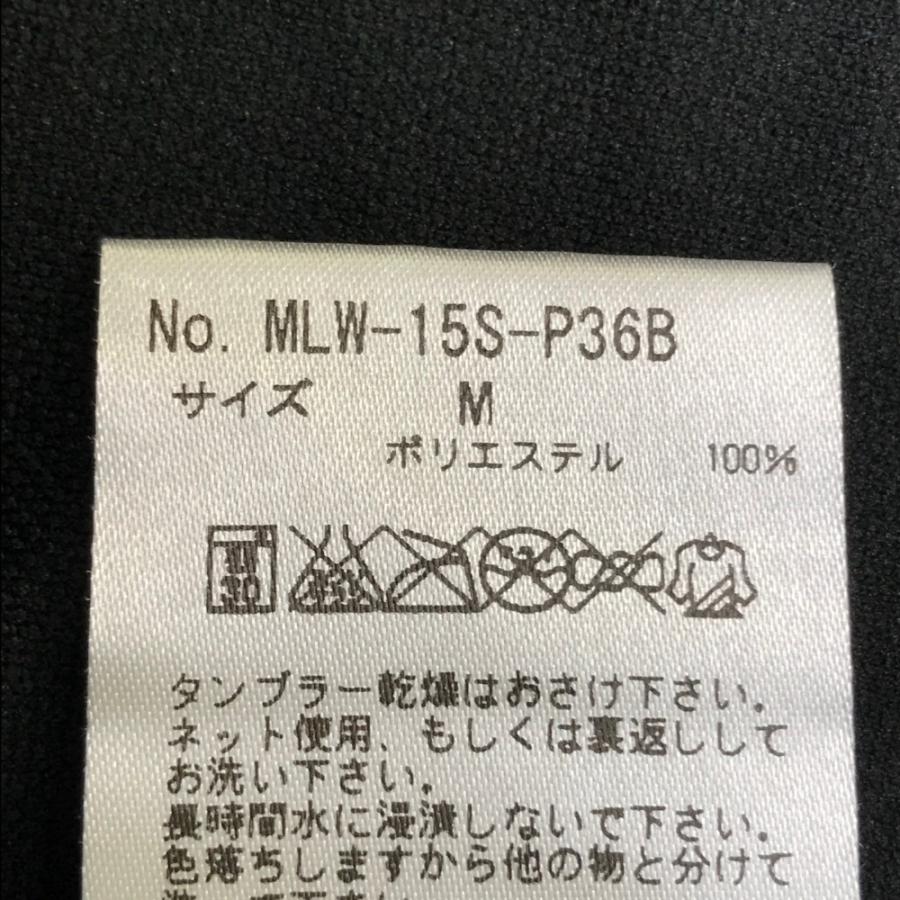 No. MLW-15S-P36B
サイズ M
ポリエステル 100%
30
タンブラー乾燥はおさけ下さい.
ネット使用、もしくは裏返しして
お洗い下さい.
長時間水に浸漬しないで下さい.
色落ちしますから他の物と分けて